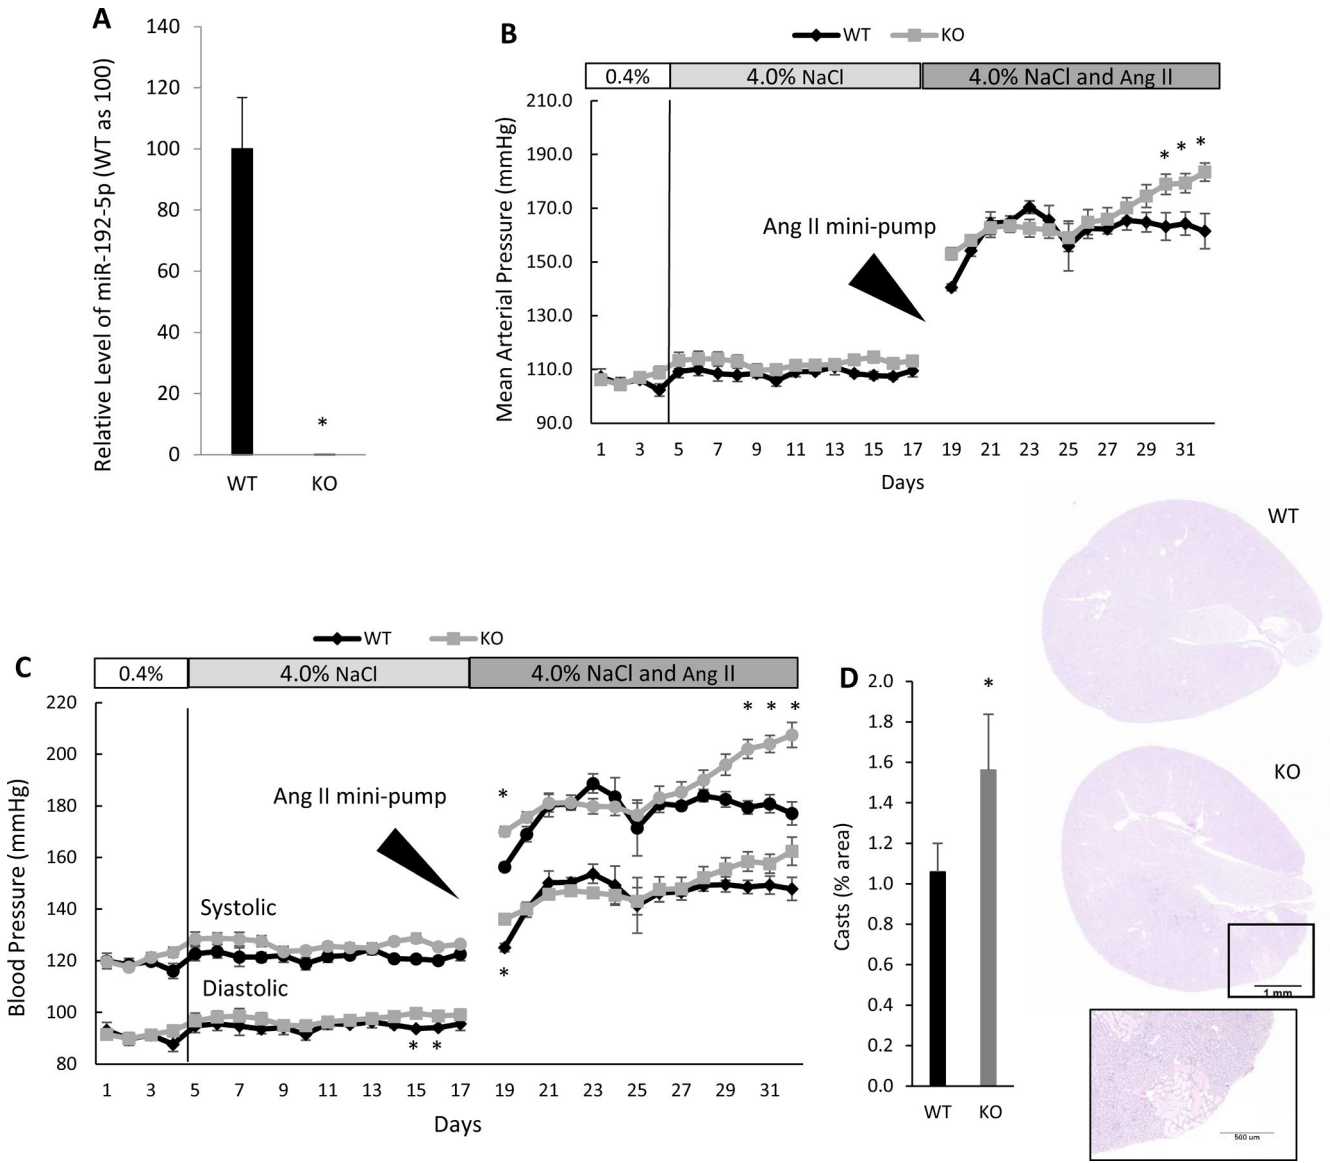 A
Relative Level of miR-192-5p (WT as 100)
140
120
100
80
60
40
20
0
*
WT KO
B
WT KO
0.4% 4.0% NaCl 4.0% NaCl and Ang II
Mean Arterial Pressure (mmHg)
210.0
190.0
170.0
150.0
130.0
110.0
90.0
* * *
Ang II mini-pump
1 3 5 7 9 11 13 15 17 19 21 23 25 27 29 31
Days
C
WT KO
0.4% 4.0% NaCl 4.0% NaCl and Ang II
Blood Pressure (mmHg)
220
200
180
160
140
120
100
80
* * * *
Ang II mini-pump
Systolic
*
Diastolic
* *
1 3 5 7 9 11 13 15 17 19 21 23 25 27 29 31
Days
D
Casts (% area)
2.0
1.8
1.6
1.4
1.2
1.0
0.8
0.6
0.4
0.2
0.0
*
WT KO
WT
KO
1 mm
500 um